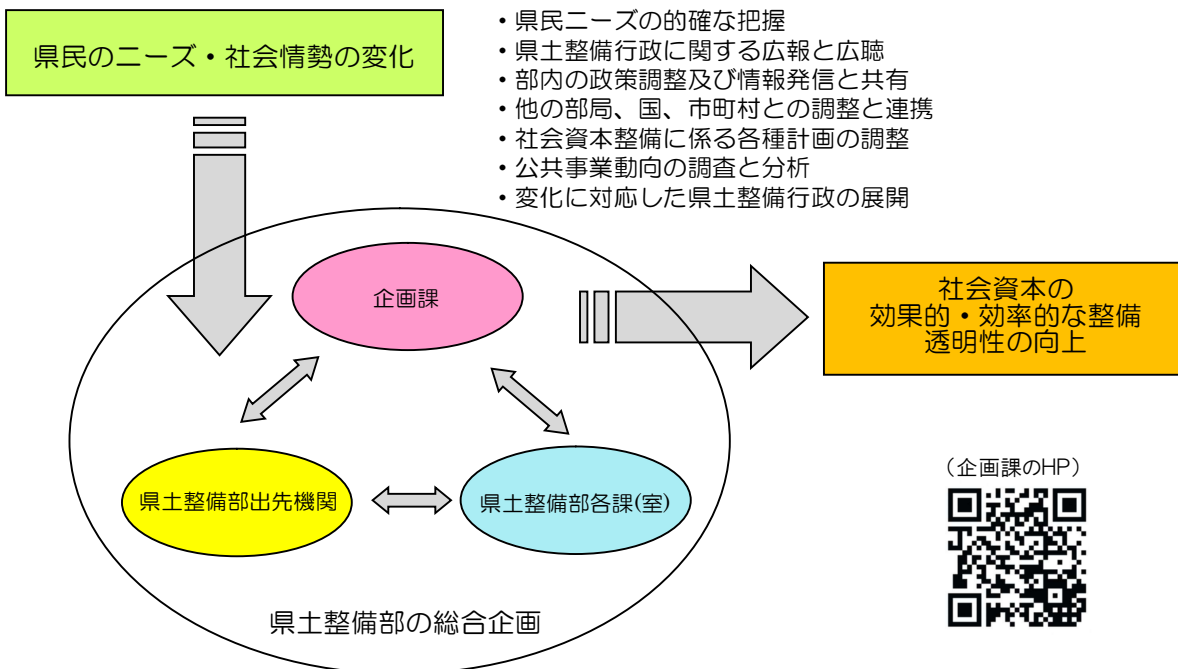 県民のニーズ・社会情勢の変化
・県民ニーズの的確な把握
・県土整備行政に関する広報と広聴
・部内の政策調整及び情報発信と共有
・他の部局、国、市町村との調整と連携
・社会資本整備に係る各種計画の調整
・公共事業動向の調査と分析
・変化に対応した県土整備行政の展開
企画課
社会資本の
効果的・効率的な整備
透明性の向上
県土整備部出先機関
県土整備部各課(室)
(企画課のHP)
県土整備部の総合企画